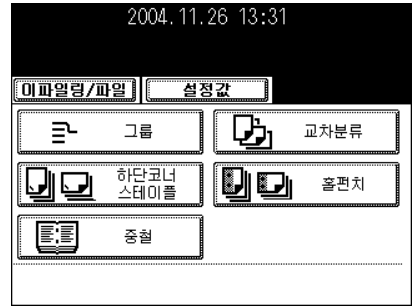 2004.11.26 13:31
이파일링/파일 설정값
그룹 교차분류
하단코너
스테이플
홀펀치
중철